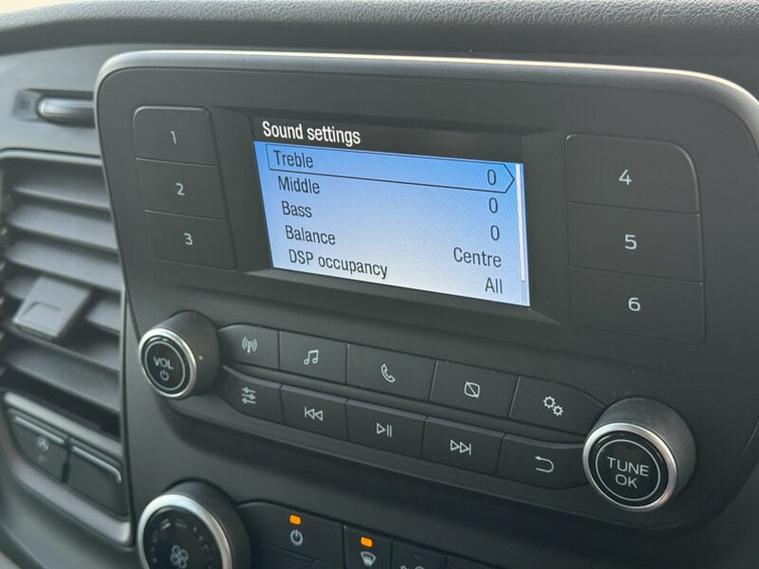 Sound settings
Treble 0
Middle 0
Bass 0
Balance Centre
DSP occupancy All
1
2
3
4
5
6
VOL
TUNE
OK